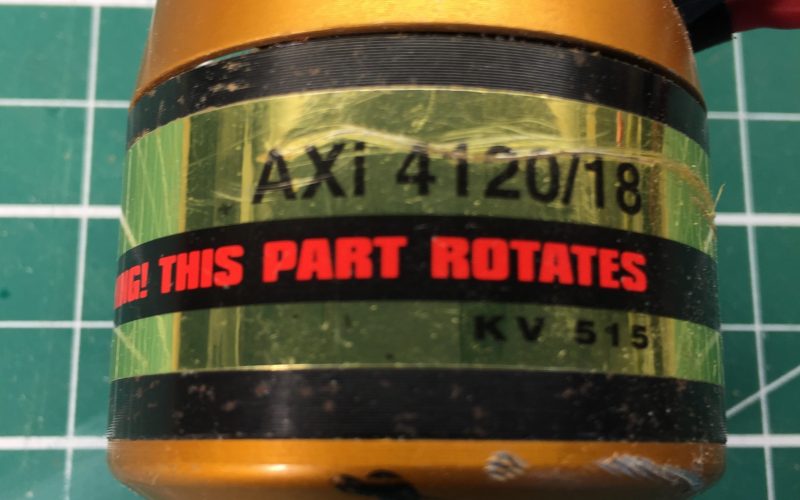 AXi 4120/18
THIS PART ROTATES
KV 515